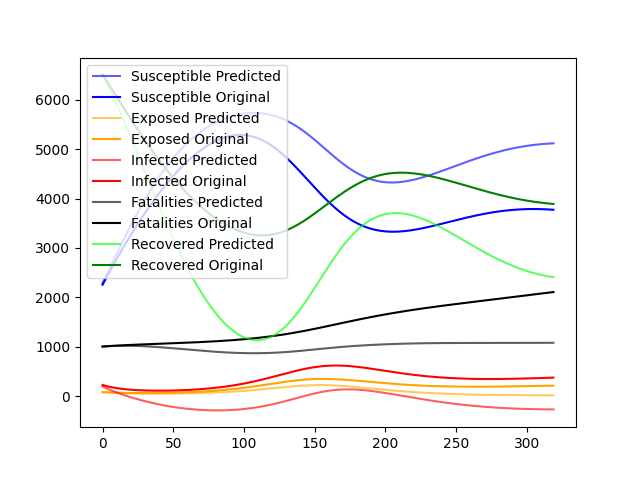 6000
5000
4000
3000
2000
1000
0
Susceptible Predicted
Susceptible Original
Exposed Predicted
Exposed Original
Infected Predicted
Infected Original
Fatalities Predicted
Fatalities Original
Recovered Predicted
Recovered Original
0 50 100 150 200 250 300